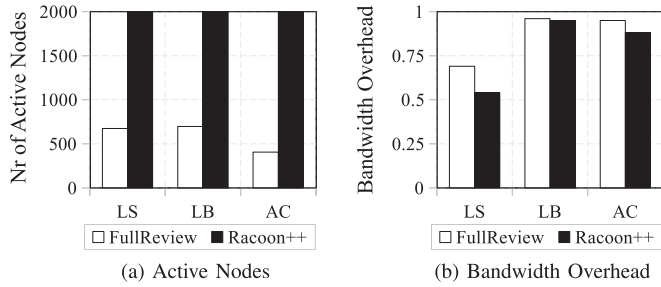 Nr of Active Nodes
2000
1500
1000
500
0
LS LB AC
FullReview Racoon++
(a) Active Nodes
Bandwidth Overhead
1
0.75
0.5
0.25
0
LS LB AC
FullReview Racoon++
(b) Bandwidth Overhead